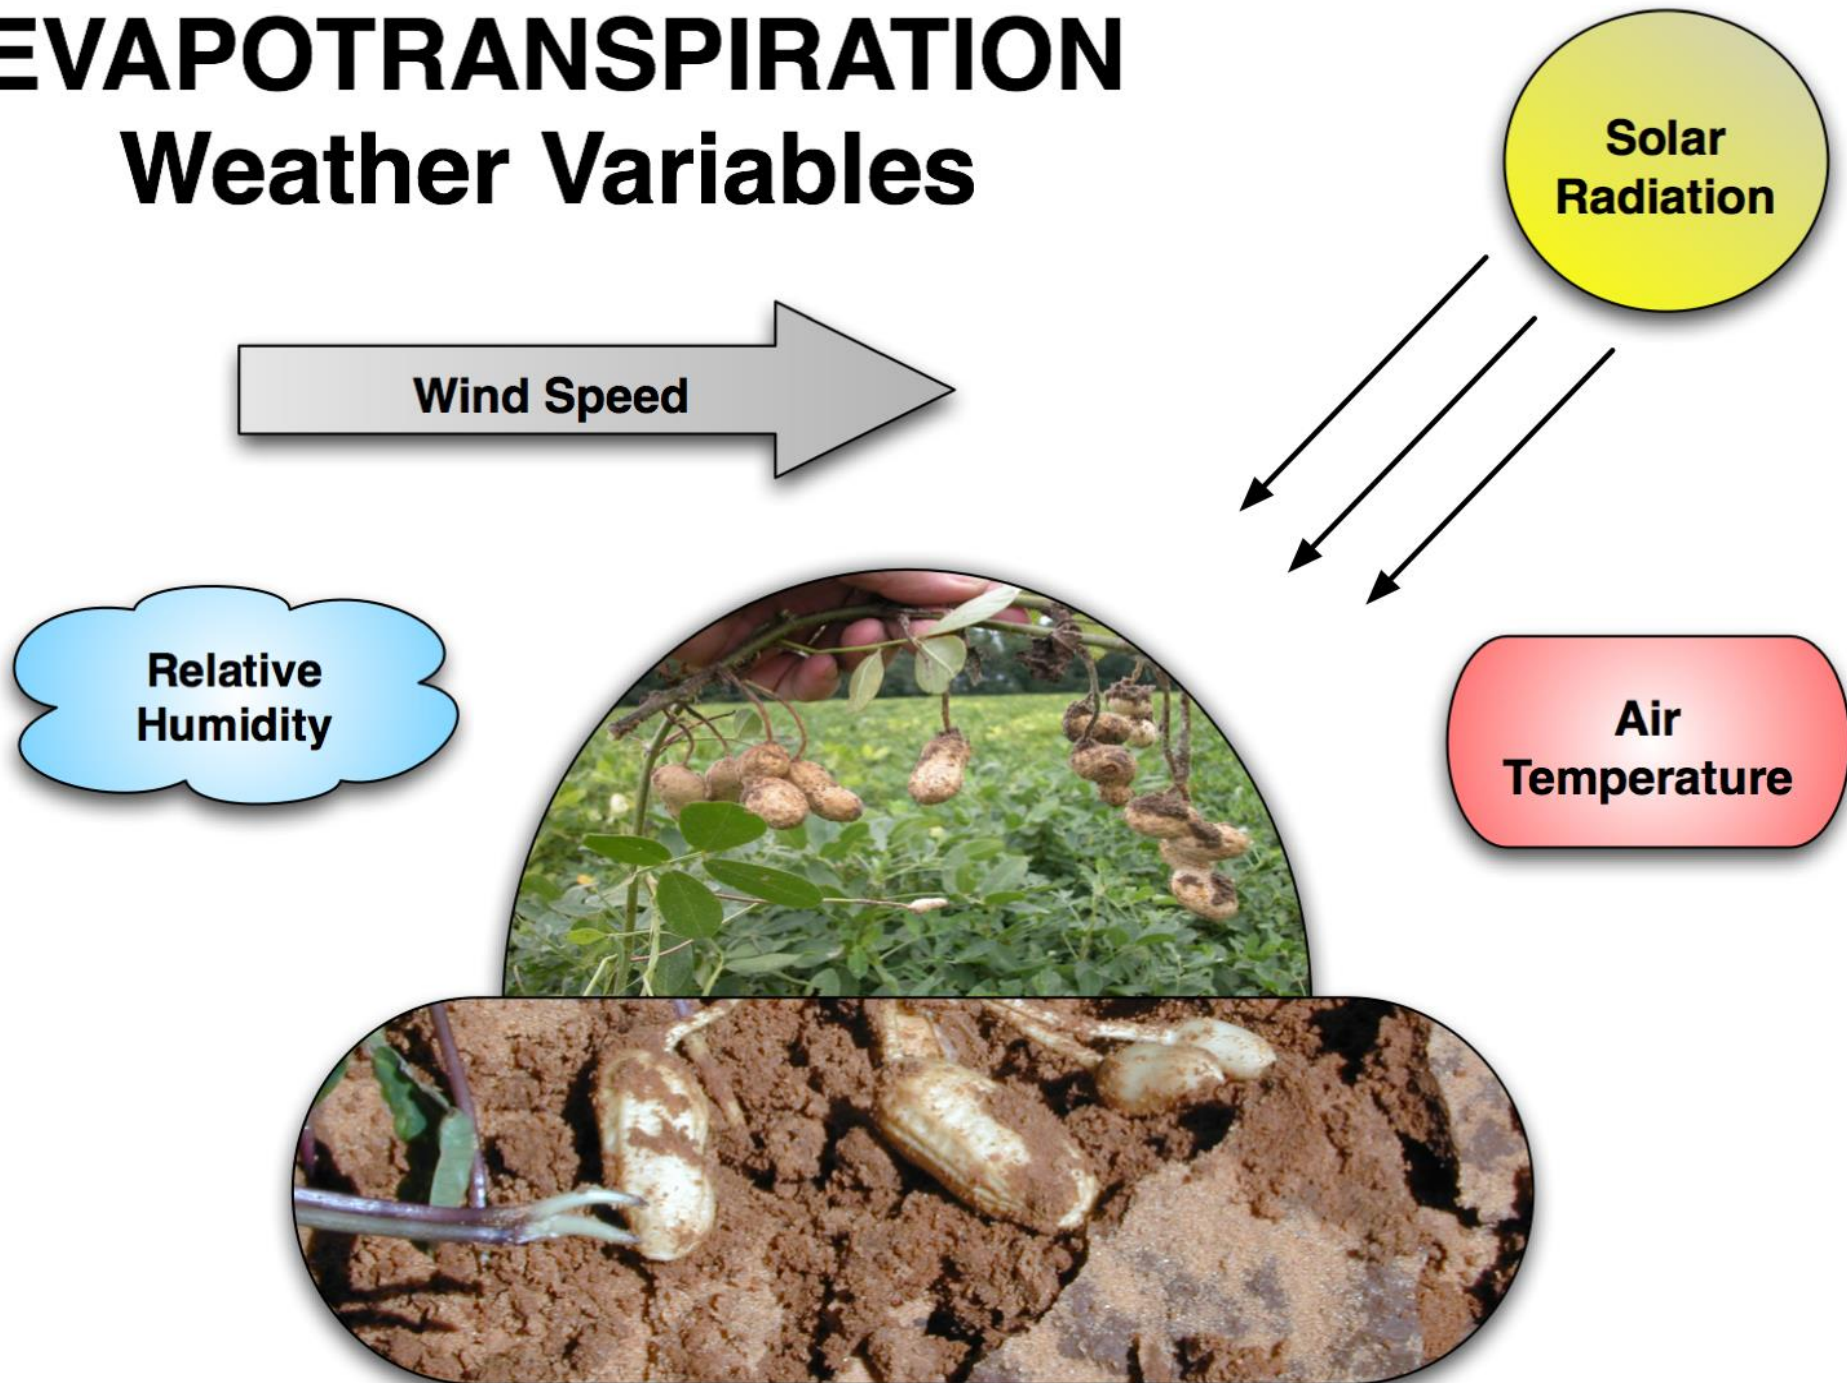 EVAPOTRANSPIRATION
Weather Variables
Solar
Radiation
Wind Speed
Relative
Humidity
Air
Temperature